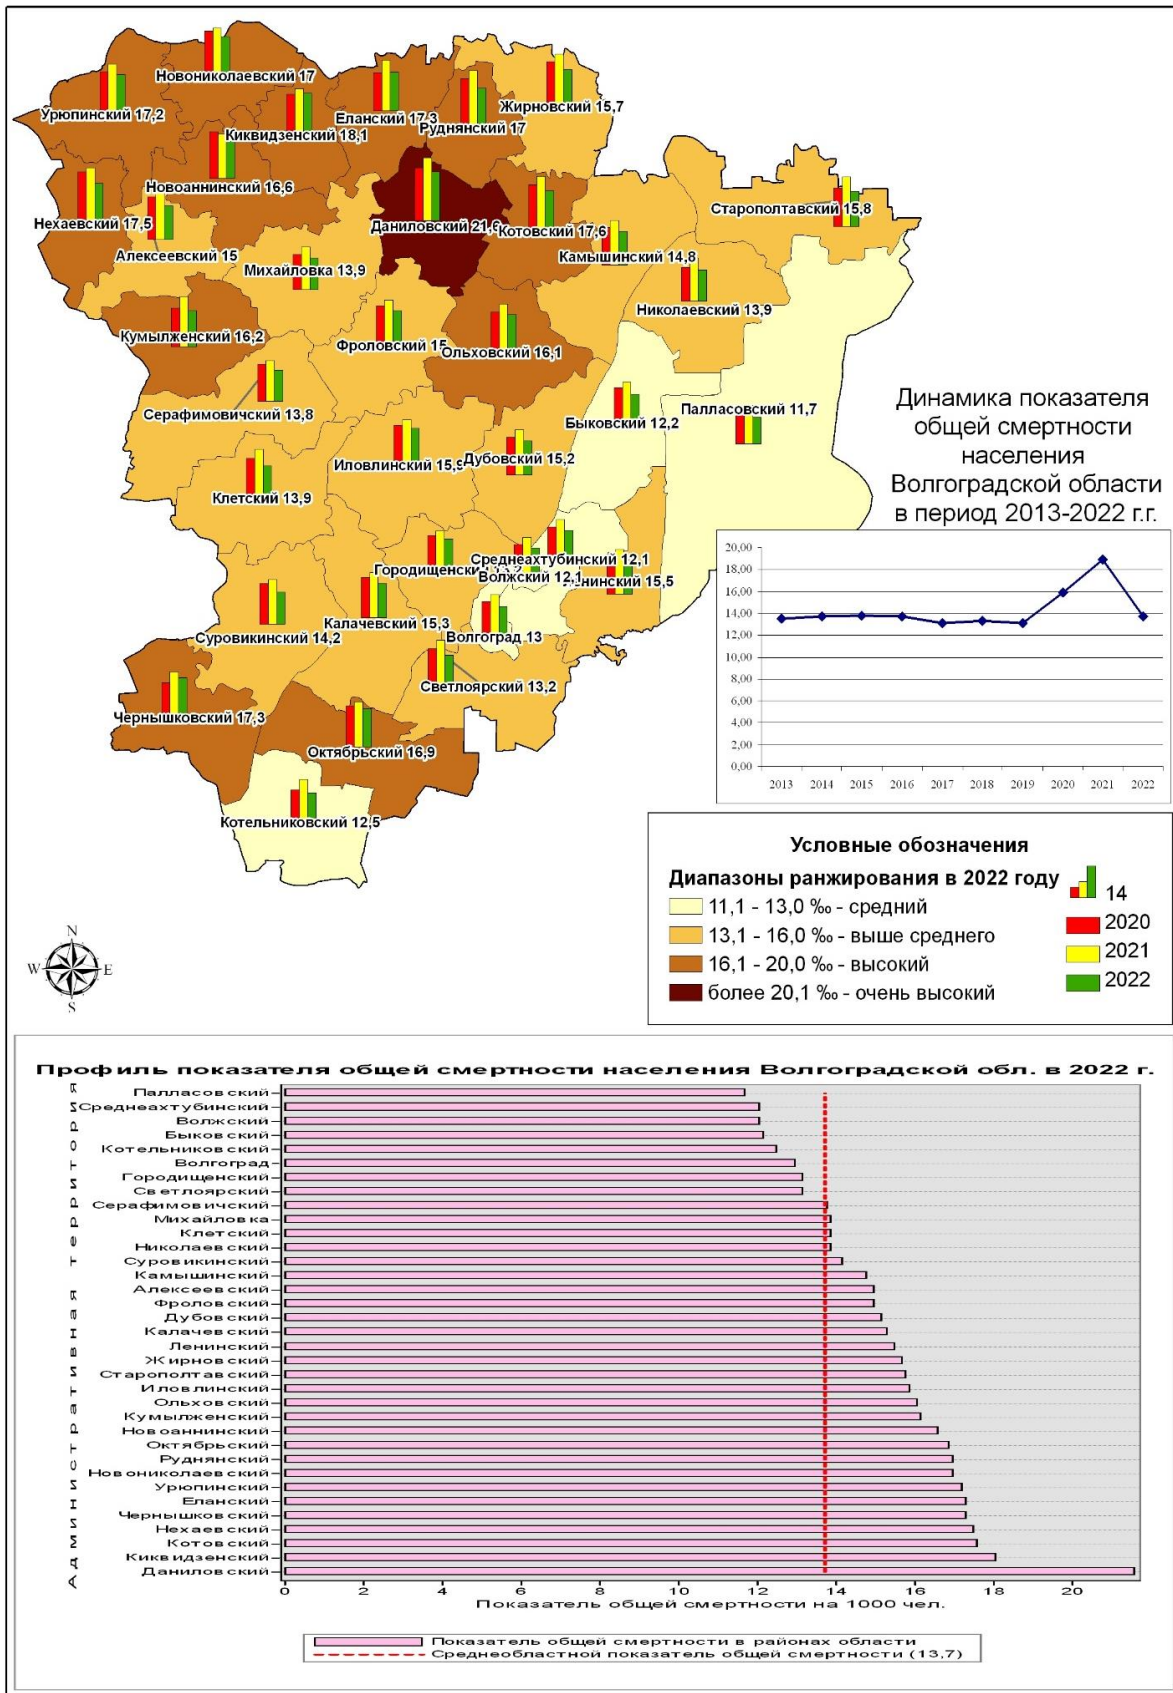 Новониколаевский 17
Урюпинский 17,2
Киквидзенский 18,1
Еланский 17,3
Руднянский 17
Жирновский 15,7
Новоаннинский 16,6
Нехаевский 17,5
Алексеевский 15
Даниловский 21,6
Котовский 17,6
Старополтавский 15,8
Камышинский 14,8
Михайловка 13,9
Николаевский 13,9
Кумылженский 16,2
Фроловский 15
Ольховский 16,1
Серафимовичский 13,8
Быковский 12,2
Палласовский 11,7
Иловлинский 15,9
Дубовский 15,2
Клетский 13,9
Среднеахтубинский 12,1
Волжский 12,1
15,5
Калачевский 15,3
Волгоград 13
Суровикинский 14,2
Светлоярский 13,2
Чернышковский 17,3
Октябрьский 16,9
Котельниковский 12,5
Динамика показателя
общей смертности
населения
Волгоградской области
в период 2013-2022 г.г.
20,00
18,00
16,00
14,00
12,00
10,00
8,00
6,00
4,00
2,00
0,00
2013 2014 2015 2016 2017 2018 2019 2020 2021 2022
Условные обозначения
Диапазоны ранжирования в 2022 году
11,1 - 13,0 ‰ - средний
13,1 - 16,0 ‰ - выше среднего
16,1 - 20,0 ‰ - высокий
более 20,1 ‰ - очень высокий
14
2020
2021
2022
N
W E
S
Профиль показателя общей смертности населения Волгоградской обл. в 2022 г.
Административная территория
Палласовский
Среднеахтубинский
Волжский
Быковский
Котельниковский
Волгоград
Городищенский
Светлоярский
Серафимовичский
Михайловка
Клетский
Николаевский
Суровикинский
Камышинский
Алексеевский
Фроловский
Дубовский
Калачевский
Ленинский
Жирновский
Старополтавский
Иловлинский
Ольховский
Кумылженский
Новоаннинский
Октябрьский
Руднянский
Новониколаевский
Урюпинский
Еланский
Чернышковский
Нехаевский
Котовский
Киквидзенский
Даниловский
0 2 4 6 8 10 12 14 16 18 20
Показатель общей смертности на 1000 чел.
Показатель общей смертности в районах области
Среднеобластной показатель общей смертности (13,7)